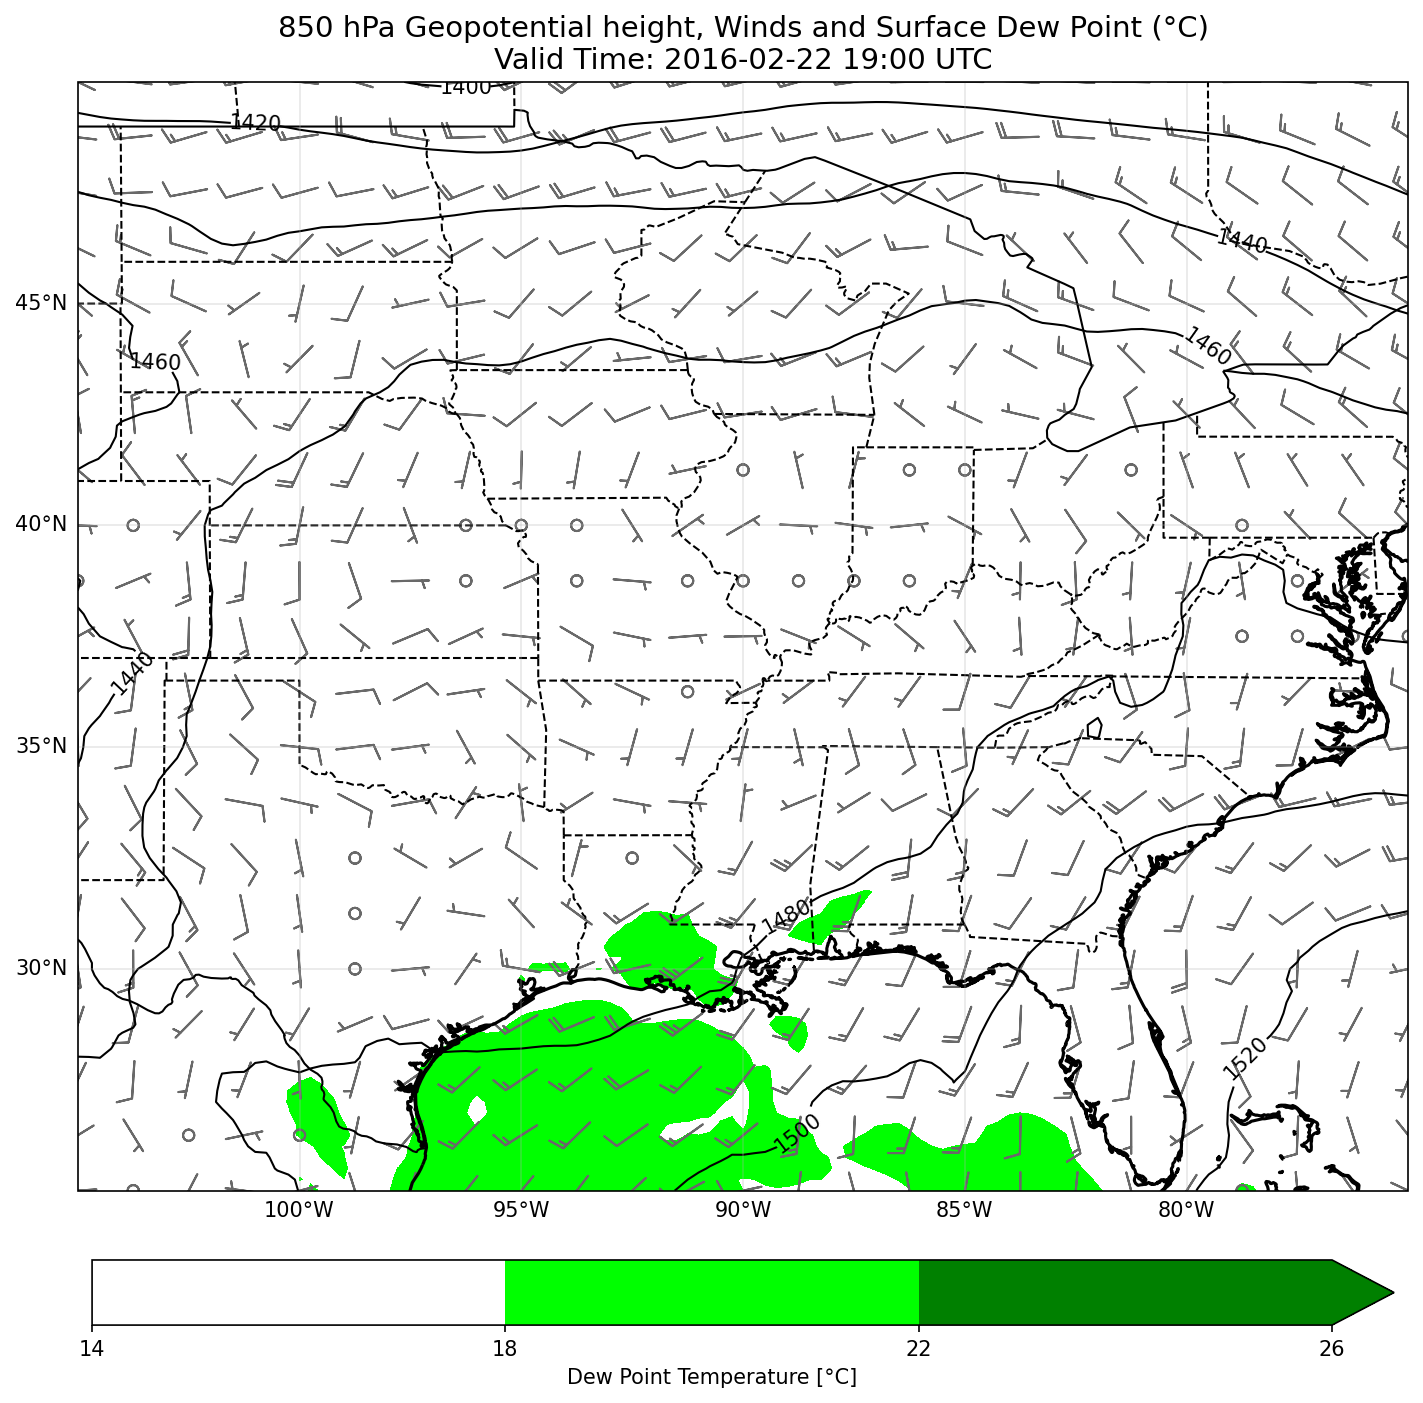 850 hPa Geopotential height, Winds and Surface Dew Point (°C)
Valid Time: 2016-02-22 19:00 UTC
1400
1420
1440
45°N
1460
1460
40°N
1440
35°N
1480
30°N
1520
1500
100°W 95°W 90°W 85°W 80°W
14 18 22 26
Dew Point Temperature [°C]